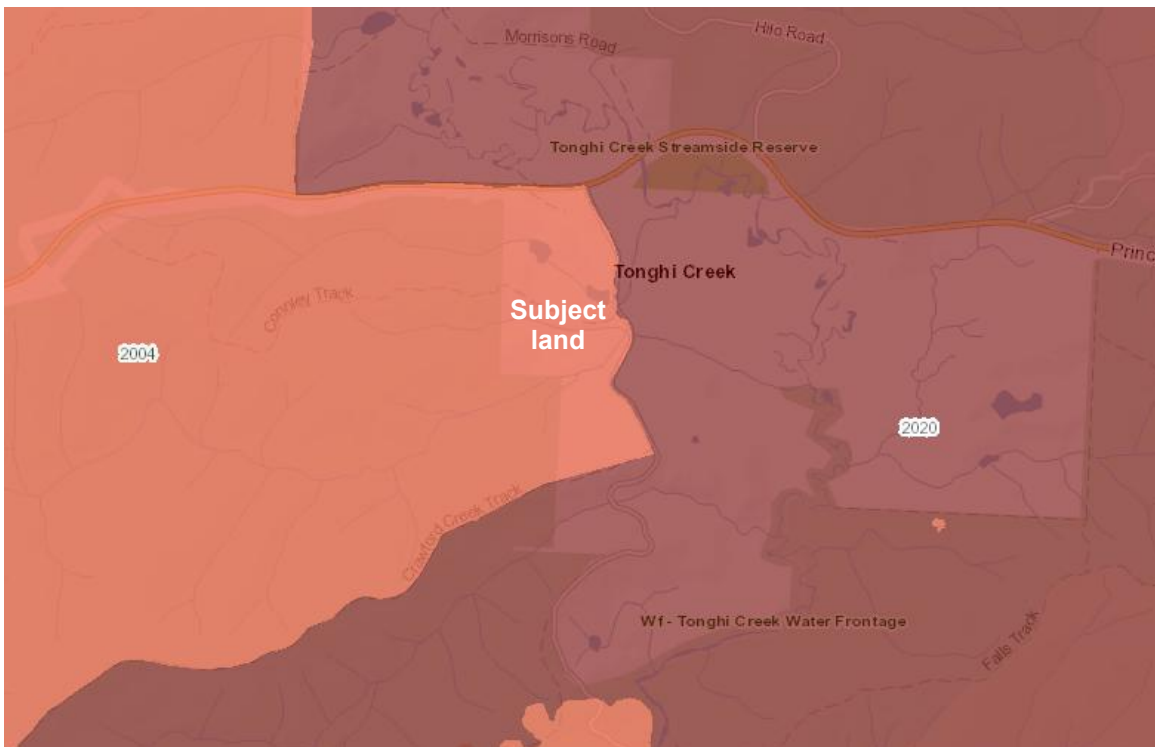 Morrisons Road
Hilo Road
Tonghi Creek Streamside Reserve
Princ
Tonghi Creek
Connley Track
Subject
land
2004
2020
Crawford Creek Track
Wf - Tonghi Creek Water Frontage
Falls Track